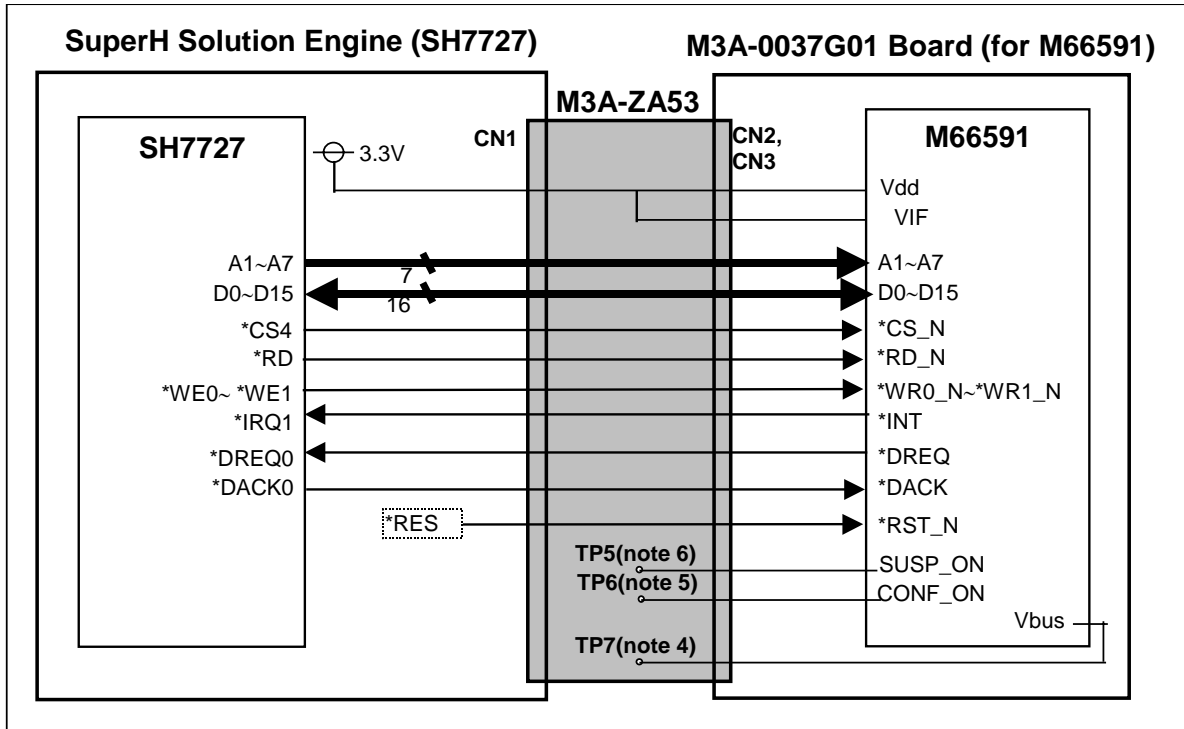 SuperH Solution Engine (SH7727)
M3A-0037G01 Board (for M66591)
M3A-ZA53
CN1
CN2,
CN3
SH7727
3.3V
M66591
Vdd
VIF
A1~A7
7
A1~A7
D0~D15
16
D0~D15
*CS4
*CS_N
*RD
*RD_N
*WE0~ *WE1
*WR0_N~*WR1_N
*IRQ1
*INT
*DREQ0
*DREQ
*DACK0
*DACK
*RES
*RST_N
TP5(note 6)
SUSP_ON
TP6(note 5)
CONF_ON
Vbus
TP7(note 4)